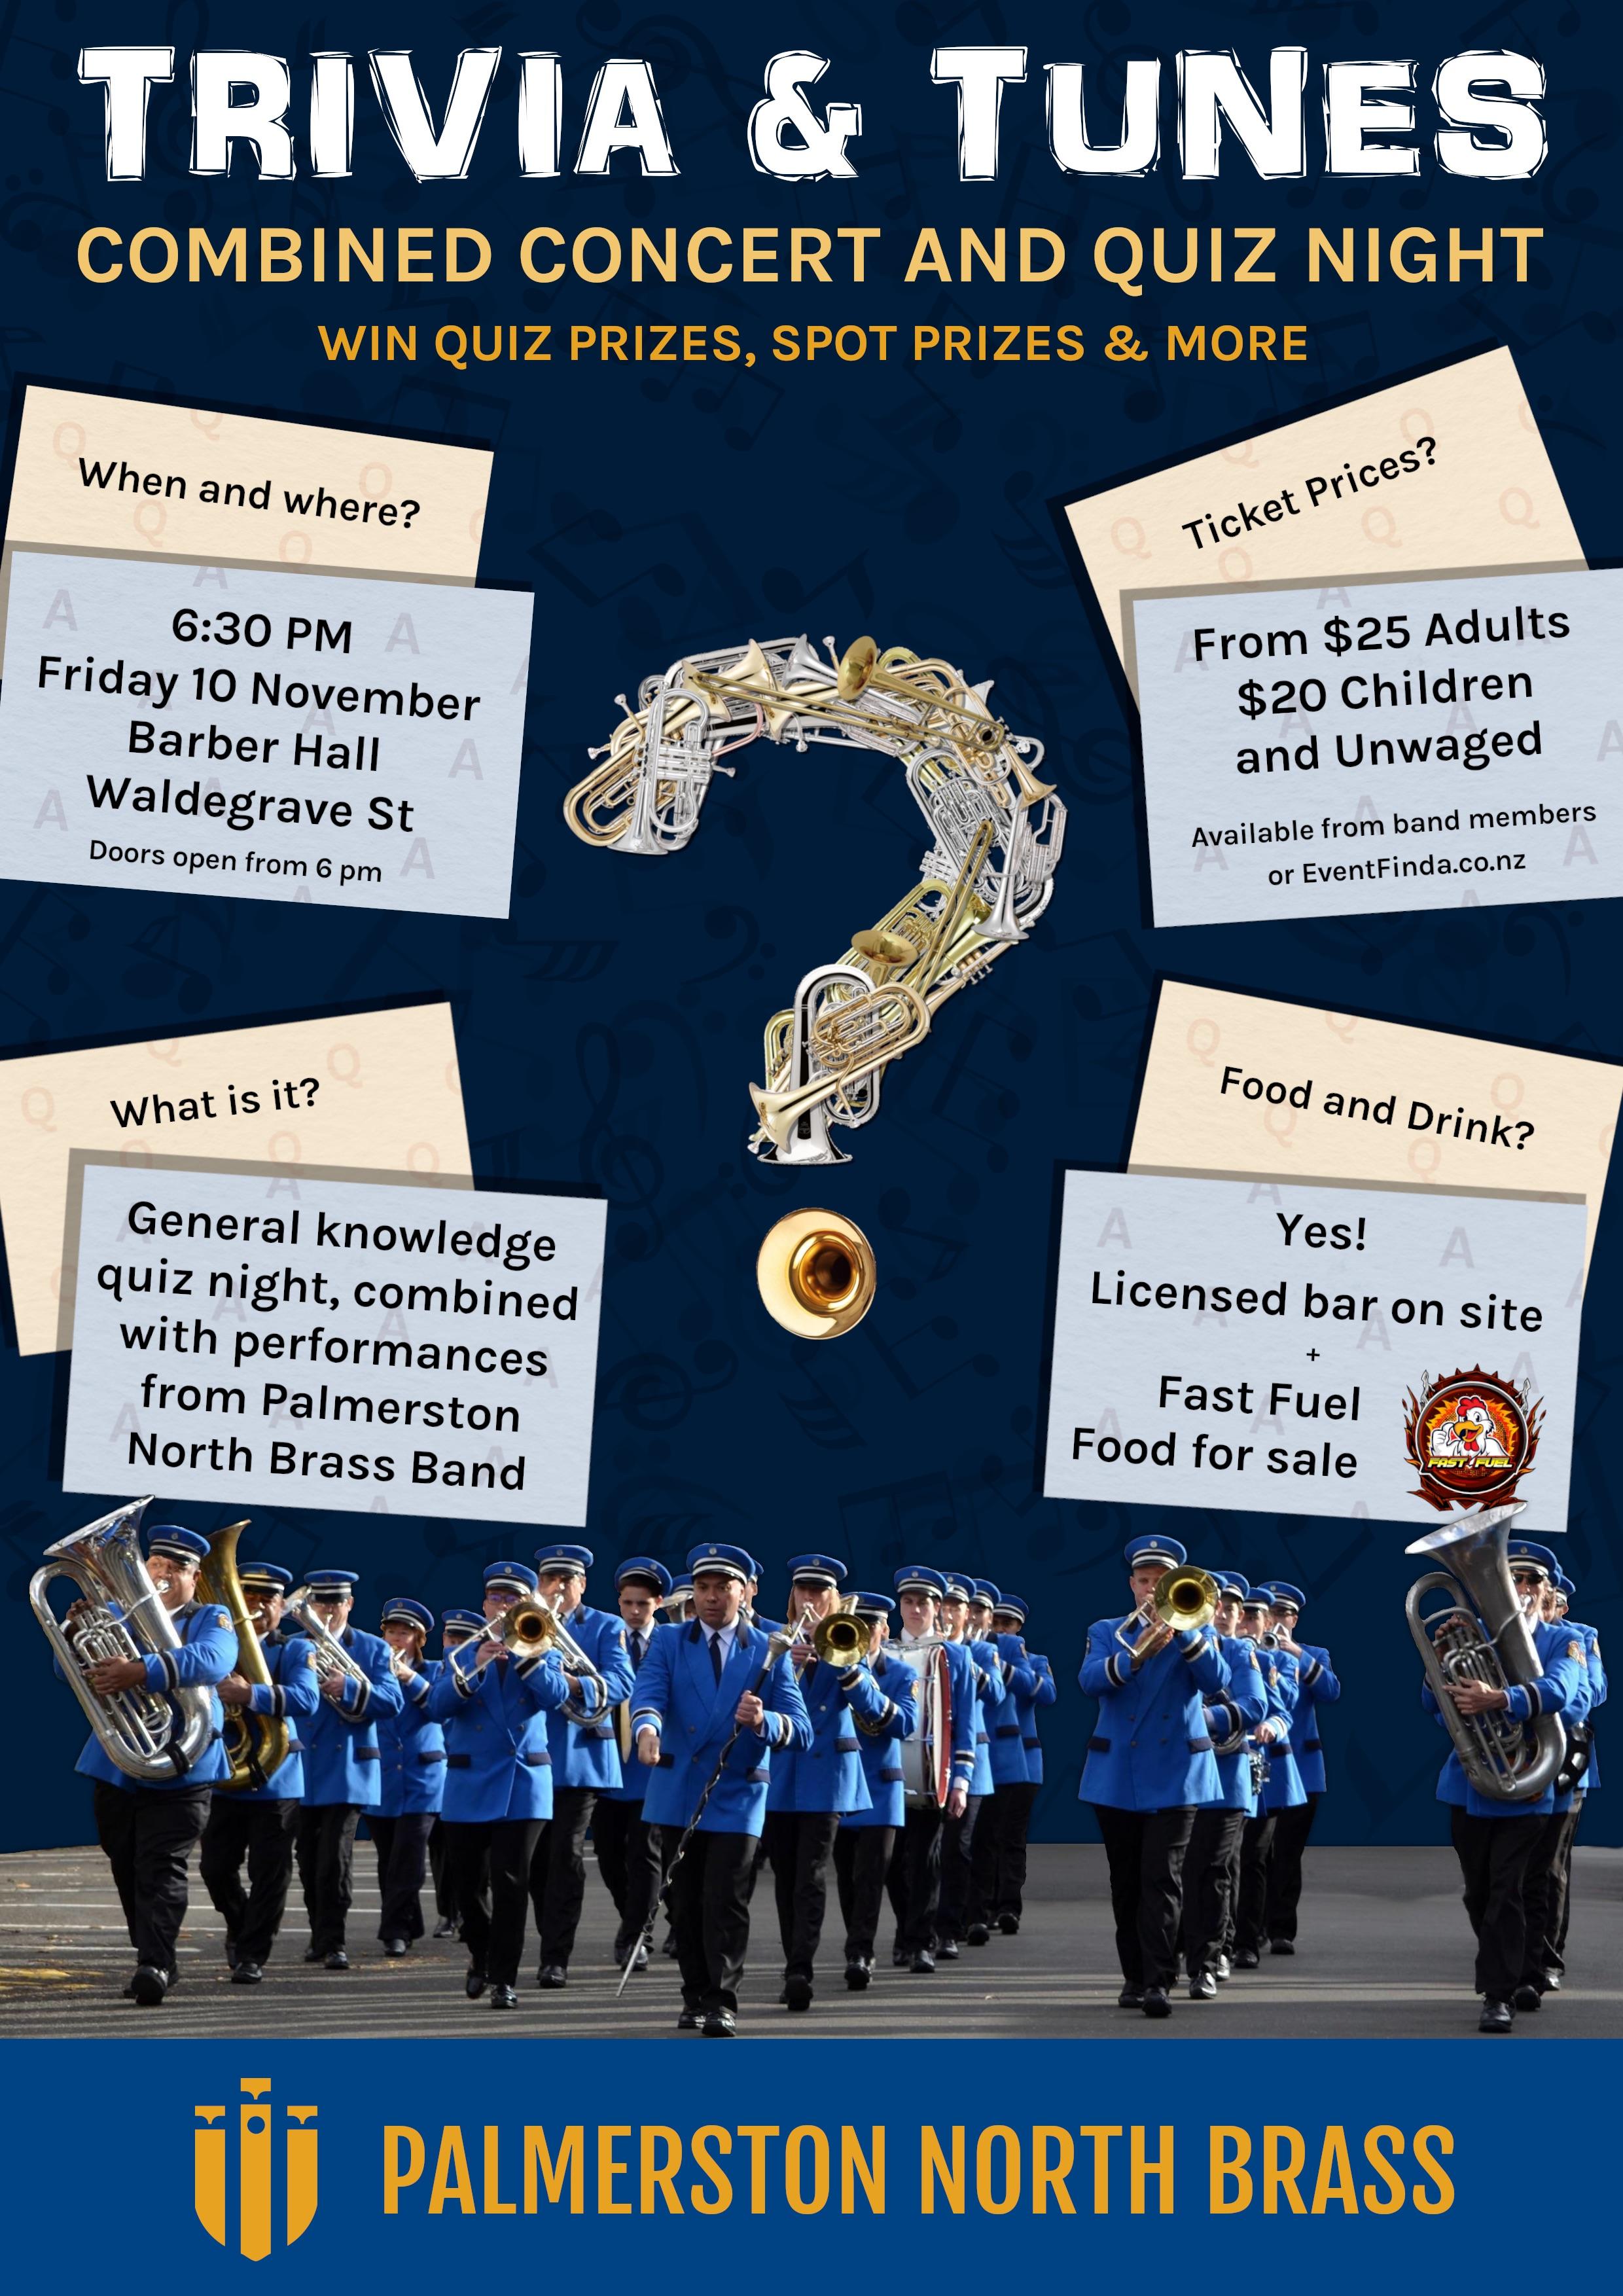 TRIVIA & TUNES
COMBINED CONCERT AND QUIZ NIGHT
WIN QUIZ PRIZES, SPOT PRIZES & MORE
When and where?
6:30 PM
Friday 10 November
Barber Hall
Waldegrave St
Doors open from 6 pm
Ticket Prices?
From $25 Adults
$20 Children
and Unwaged
Available from band members
or EventFinda.co.nz
What is it?
General knowledge
quiz night, combined
with performances
from Palmerston
North Brass Band
Food and Drink?
Yes!
Licensed bar on site
+
Fast Fuel
Food for sale
FAST FUEL
PALMERSTON NORTH BRASS